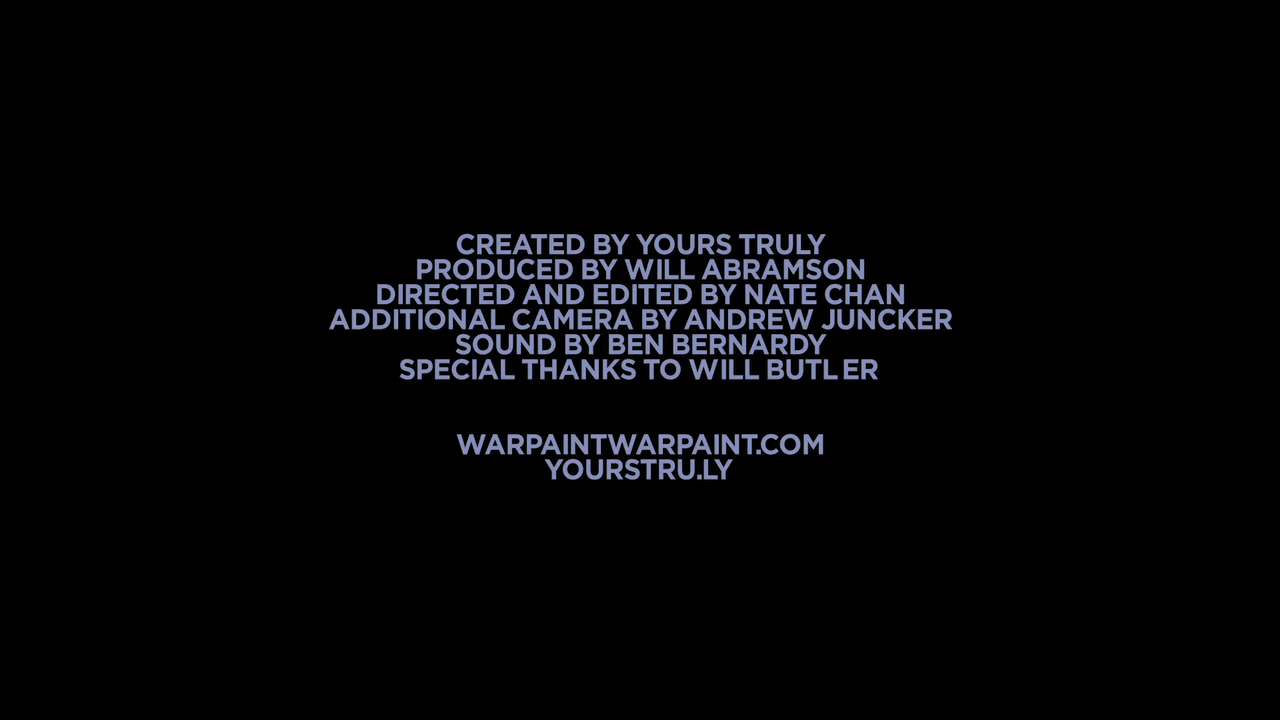 CREATED BY YOURS TRULY
PRODUCED BY WILL ABRAMSON
DIRECTED AND EDITED BY NATE CHAN
ADDITIONAL CAMERA BY ANDREW JUNCKER
SOUND BY BEN BERNARDY
SPECIAL THANKS TO WILL BUTLER
WARPAINTWARPAINT.COM
YOURSTRU.LY